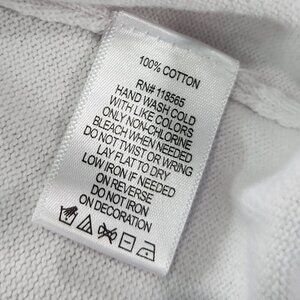 100% COTTON
RN# 118565
HAND WASH COLD
WITH LIKE COLORS
ONLY NON-CHLORINE
BLEACH WHEN NEEDED
DO NOT TWIST OR WRING
LAY FLAT TO DRY
LOW IRON IF NEEDED
ON REVERSE
DO NOT IRON
ON DECORATION